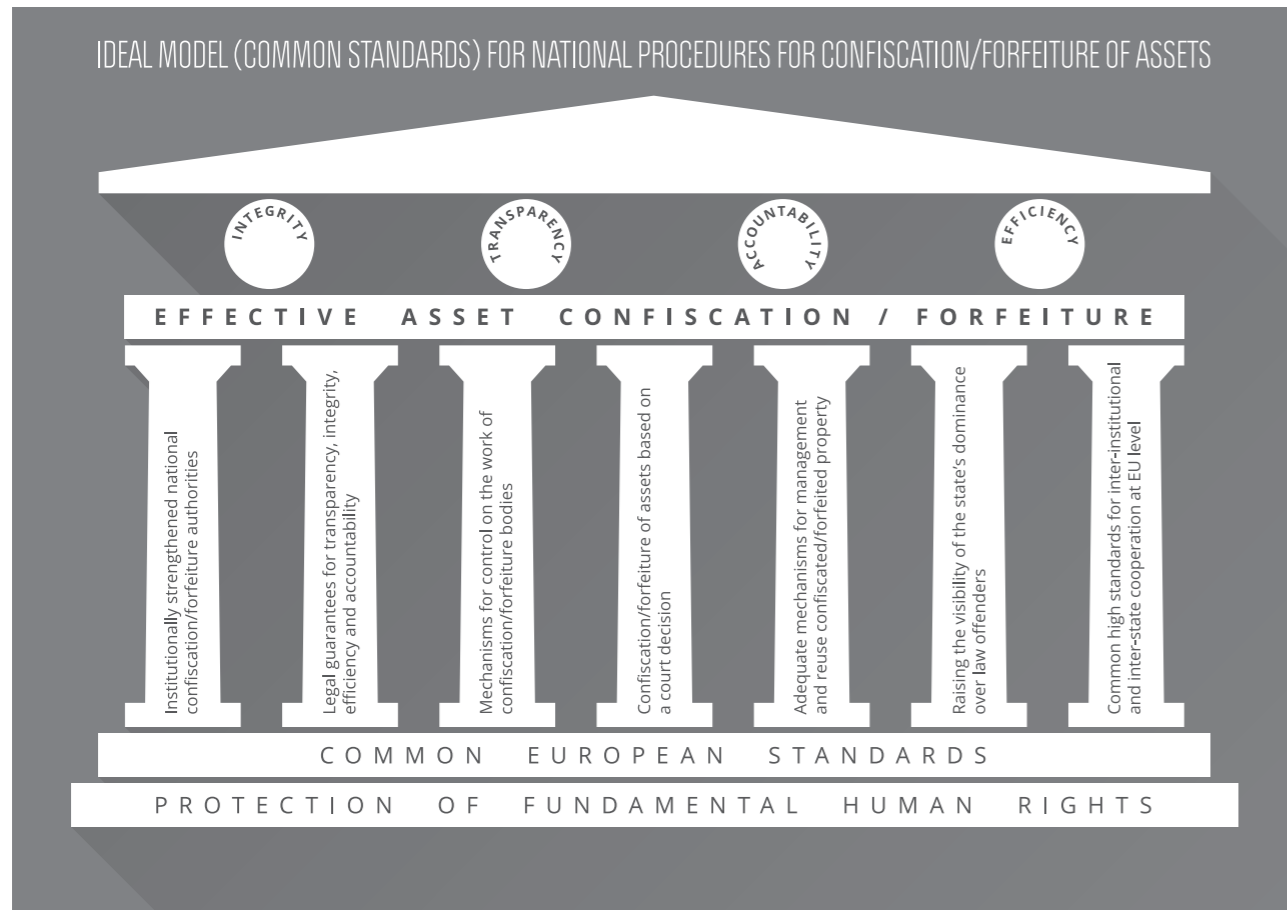 IDEAL MODEL (COMMON STANDARDS) FOR NATIONAL PROCEDURES FOR CONFISCATION/FORFEITURE OF ASSETS
INTEGRITY
TRANSPARENCY
ACCOUNTABILITY
EFFICIENCY
EFFECTIVE ASSET CONFISCATION / FORFEITURE
Institutionally strengthened national
confiscation/forfeiture authorities
Legal guarantees for transparency, integrity,
efficiency and accountability
Mechanisms for control on the work of
confiscation/forfeiture bodies
Confiscation/forfeiture of assets based on
a court decision
Adequate mechanisms for management
and reuse confiscated/forfeited property
Raising the visibility of the state's dominance
over law offenders
Common high standards for inter-institutional
and inter-state cooperation at EU level
COMMON EUROPEAN STANDARDS
PROTECTION OF FUNDAMENTAL HUMAN RIGHTS